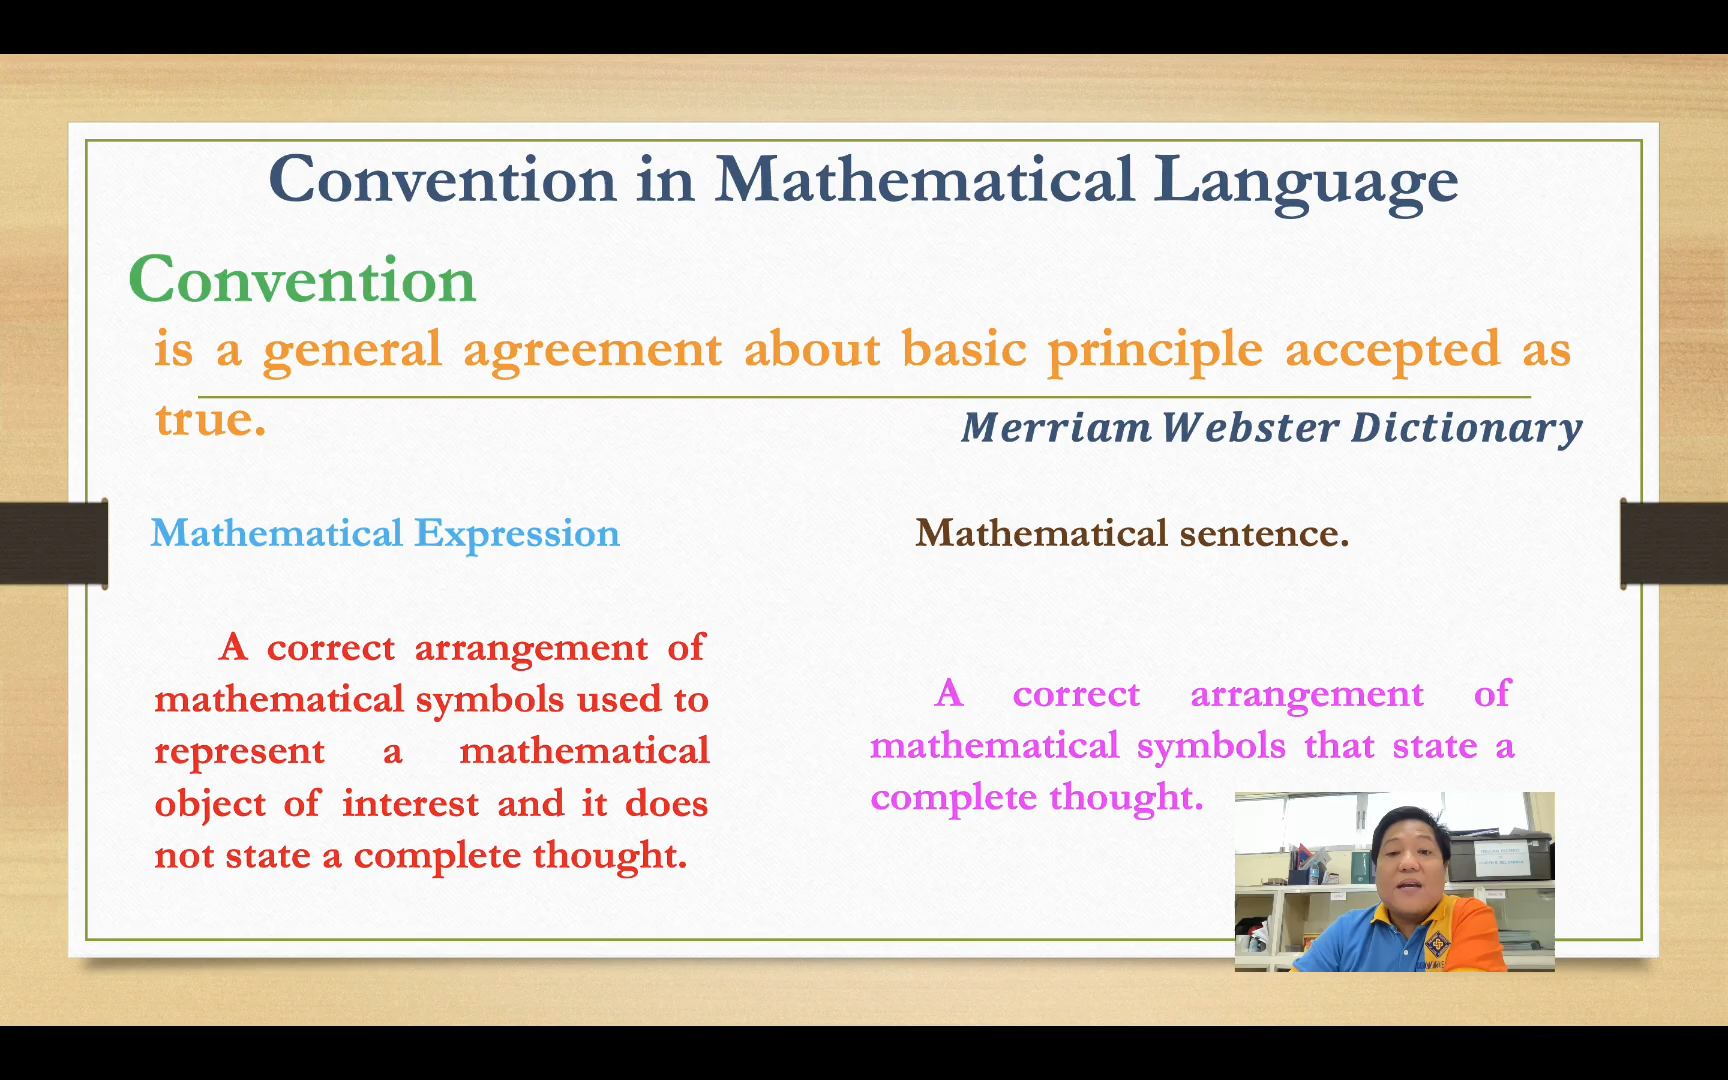 Convention in Mathematical Language
Convention
is a general agreement about basic principle accepted as
true.
Merriam Webster Dictionary
Mathematical Expression
Mathematical sentence.
A correct arrangement of
mathematical symbols used to
represent a mathematical
object of interest and it does
not state a complete thought.
A correct arrangement of
mathematical symbols that state a
complete thought.